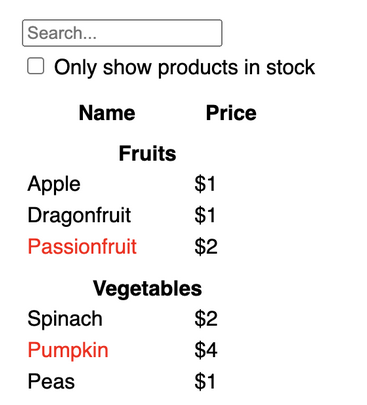 Search...
Only show products in stock
Name Price
Fruits
Apple $1
Dragonfruit $1
Passionfruit $2
Vegetables
Spinach $2
Pumpkin $4
Peas $1